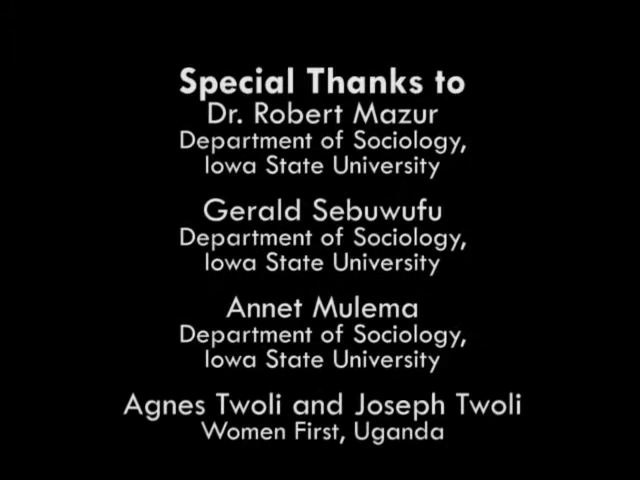 Special Thanks to
Dr. Robert Mazur
Department of Sociology,
Iowa State University
Gerald Sebuwufu
Department of Sociology,
Iowa State University
Annet Mulema
Department of Sociology,
Iowa State University
Agnes Twoli and Joseph Twoli
Women First, Uganda